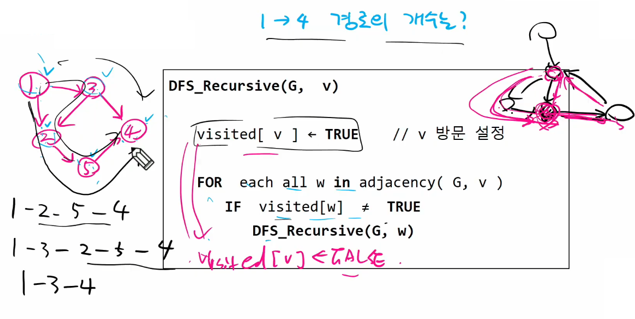 1 → 4 경로의 개수는?
DFS_Recursive(G, v)
visited[ v ] ← TRUE // v 방문 설정
FOR each all w in adjacency( G, v )
IF visited[w] ≠ TRUE
DFS_Recursive(G, w)
visited[v] ← FALSE
1
3
2
4
5
1-2-5-4
1-3-2-5-4
1-3-4